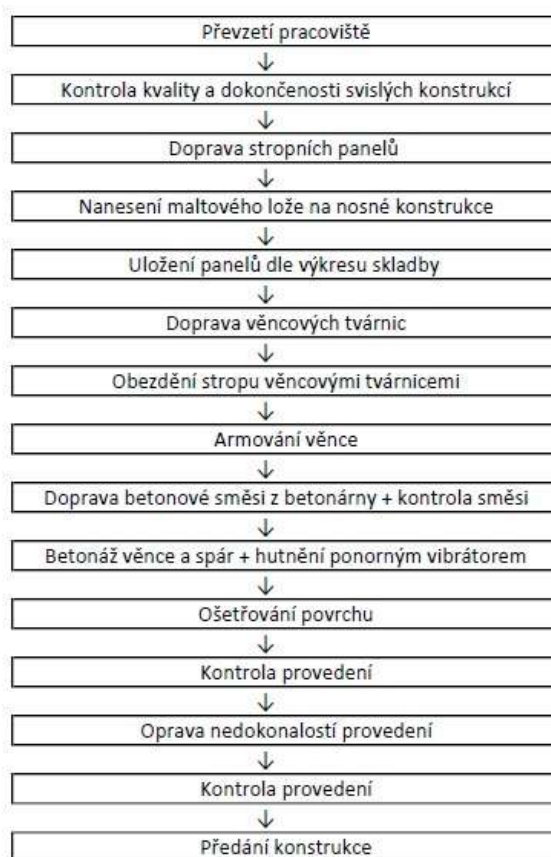 Převzetí pracoviště
Kontrola kvality a dokončenosti svislých konstrukcí
Doprava stropních panelů
Nanesení maltového lože na nosné konstrukce
Uložení panelů dle výkresu skladby
Doprava věncových tvárnic
Obezdění stropu věncovými tvárnicemi
Armování věnce
Doprava betonové směsi z betonárny + kontrola směsi
Betonáž věnce a spár + hutnění ponorným vibrátorem
Ošetřování povrchu
Kontrola provedení
Oprava nedokonalostí provedení
Kontrola provedení
Předání konstrukce